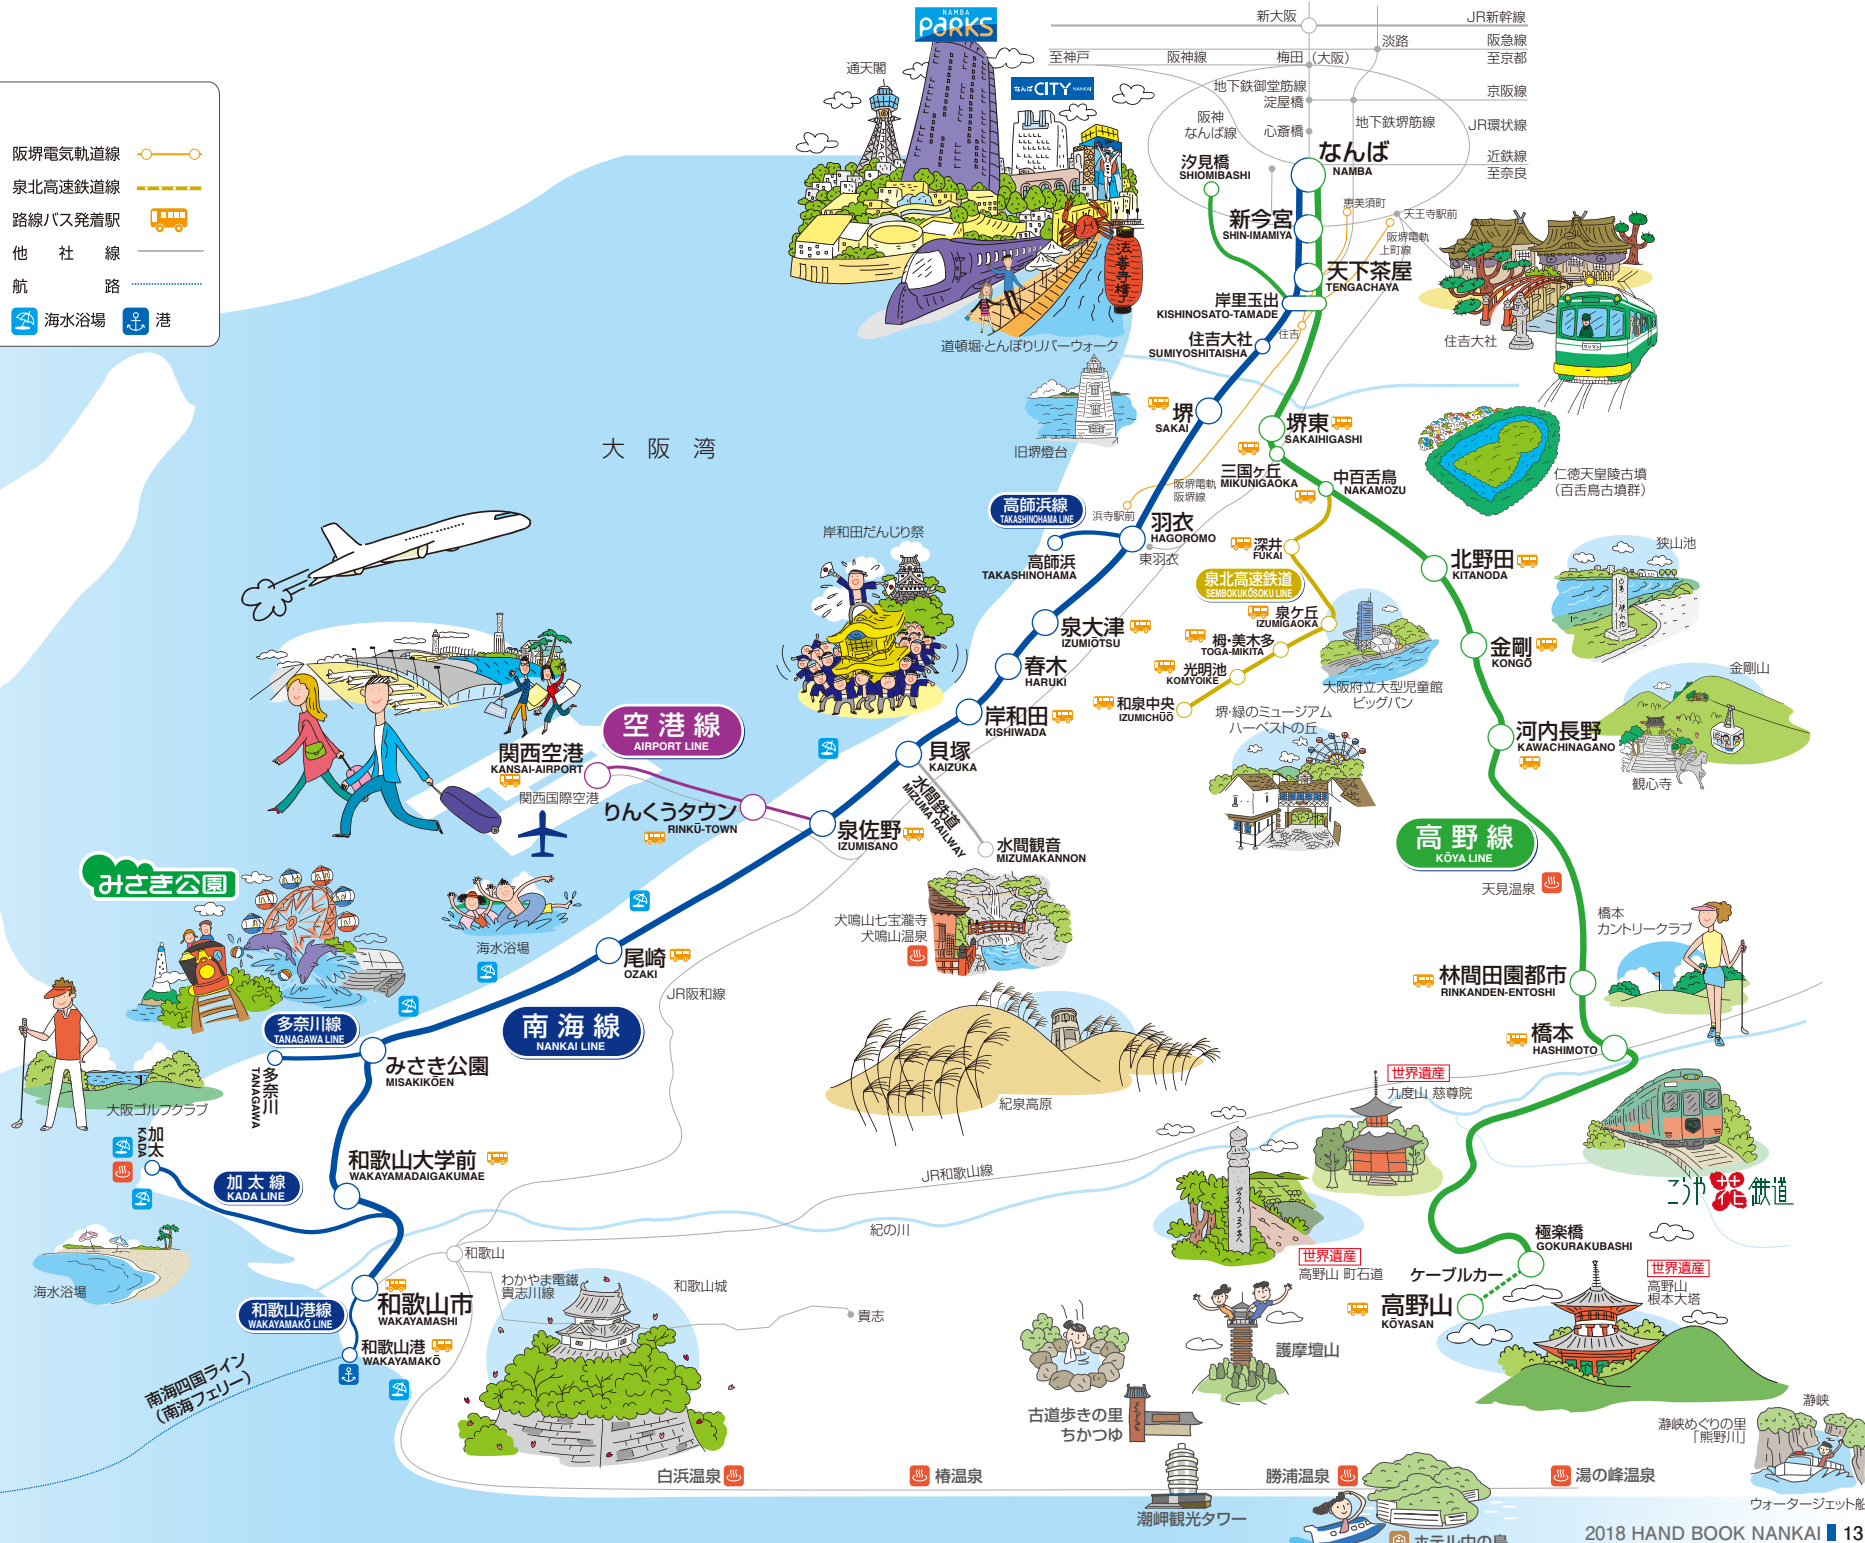 阪堺電気軌道線
泉北高速鉄道線
路線バス発着駅
他社線
航路
海水浴場
港
NAMBA
PARKS
なんばCITY NANKAI
通天閣
法善寺横
道頓堀・とんぼりリバーウォーク
新大阪
JR新幹線
淡路
阪急線
至京都
至神戸
阪神線
梅田
(大阪)
地下鉄御堂筋線
淀屋橋
京阪線
阪神
なんば線
心斎橋
地下鉄堺筋線
JR環状線
汐見橋
SHIOMIBASHI
なんば
NAMBA
近鉄線
至奈良
新今宮
SHIN-IMAMIYA
恵美須町
天王寺駅前
阪堺電軌
上町線
天下茶屋
TENGACHAYA
岸里玉出
KISHINOSATO-TAMADE
住吉
住吉大社
SUMIYOSHITAISHA
住吉大社
ワンマン
堺
SAKAI
旧堺燈台
堺東
SAKAIHIGASHI
三国ヶ丘
MIKUNIGAOKA
中百舌鳥
NAKAMOZU
仁徳天皇陵古墳
(百舌鳥古墳群)
大阪湾
阪堺電軌
阪堺線
浜寺駅前
高師浜線
TAKASHINOHAMA LINE
高師浜
TAKASHINOHAMA
羽衣
HAGOROMO
東羽衣
深井
FUKAI
泉北高速鉄道
SEMBOKUKŌSOKU LINE
泉ケ丘
IZUMIGAOKA
栂・美木多
TOGA-MIKITA
光明池
KOMYOIKE
和泉中央
IZUMICHŪŌ
北野田
KITANODA
狭山池
金剛
KONGŌ
金剛山
大阪府立大型児童館
ビッグバン
堺・緑のミュージアム
ハーベストの丘
河内長野
KAWACHINAGANO
観心寺
岸和田だんじり祭
泉大津
IZUMIŌTSU
春木
HARUKI
岸和田
KISHIWADA
貝塚
KAIZUKA
水間鉄道
MIZUMA RAILWAY
水間観音
MIZUMAKANNON
空港線
AIRPORT LINE
関西空港
KANSAI-AIRPORT
関西国際空港
りんくうタウン
RINKŪ-TOWN
泉佐野
IZUMISANO
高野線
KŌYA LINE
天見温泉
犬鳴山七宝瀧寺
犬鳴山温泉
みさき公園
海水浴場
尾崎
OZAKI
JR阪和線
南海線
NANKAI LINE
橋本
カントリークラブ
林間田園都市
RINKANDEN-ENTOSHI
橋本
HASHIMOTO
多奈川線
TANAGAWA LINE
多奈川
TANAGAWA
みさき公園
MISAKIKŌEN
大阪ゴルフクラブ
紀泉高原
世界遺産
九度山 慈尊院
加太
KADA
加太線
KADA LINE
和歌山大学前
WAKAYAMADAIGAKUMAE
JR和歌山線
紀の川
こうや花鉄道
世界遺産
高野山 町石道
極楽橋
GOKURAKUBASHI
ケーブルカー
高野山
KŌYASAN
世界遺産
高野山
根本大塔
海水浴場
和歌山
わかやま電鐵
貴志川線
和歌山城
貴志
和歌山港線
WAKAYAMAKŌ LINE
和歌山市
WAKAYAMASHI
和歌山港
WAKAYAMAKŌ
南海四国ライン
(南海フェリー)
護摩壇山
古道歩きの里
ちかつゆ
瀞峡
瀞峡めぐりの里
「熊野川」
ウォータージェット船
白浜温泉
椿温泉
潮岬観光タワー
勝浦温泉
湯の峰温泉
ホテル中の島
2018 HAND BOOK NANKAI 13